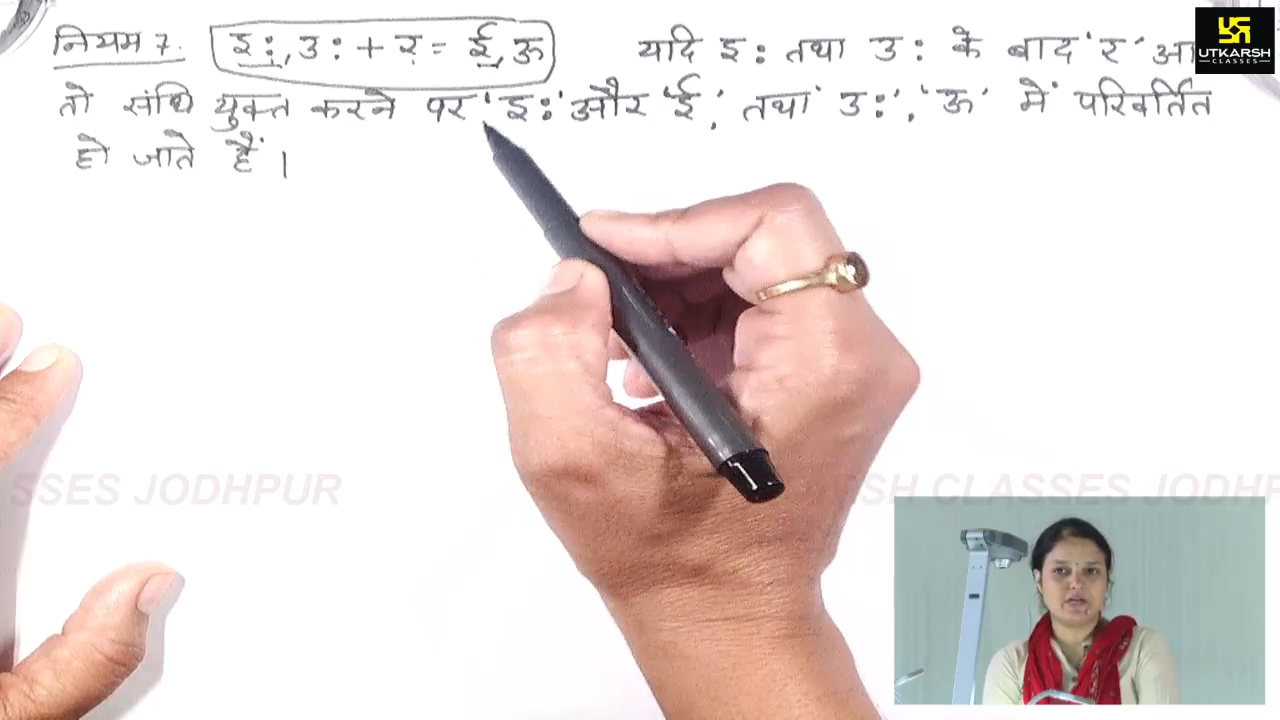 नियम 7. इः, उः + र = ई, ऊ यदि इः तथा उः के बाद 'र' आ
तो संधि युक्त करने पर 'इः' और 'ई', तथा 'उः', 'ऊ' में परिवर्तित
हो जाते हैं।
UTKARSH
CLASSES
SSES JODHPUR
SH CLASSES JODHP